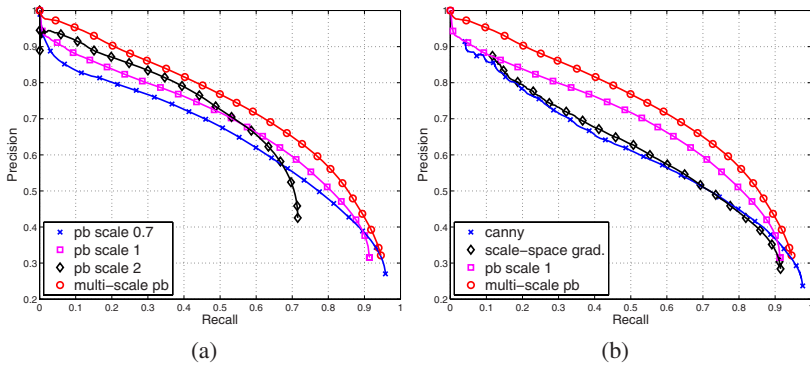 1
0.9
0.8
0.7
0.6
0.5
0.4
0.3
0.2
Precision
pb scale 0.7
pb scale 1
pb scale 2
multi−scale pb
0 0.1 0.2 0.3 0.4 0.5 0.6 0.7 0.8 0.9 1
Recall
(a)
1
0.9
0.8
0.7
0.6
0.5
0.4
0.3
0.2
Precision
canny
scale−space grad.
pb scale 1
multi−scale pb
0 0.1 0.2 0.3 0.4 0.5 0.6 0.7 0.8 0.9 1
Recall
(b)